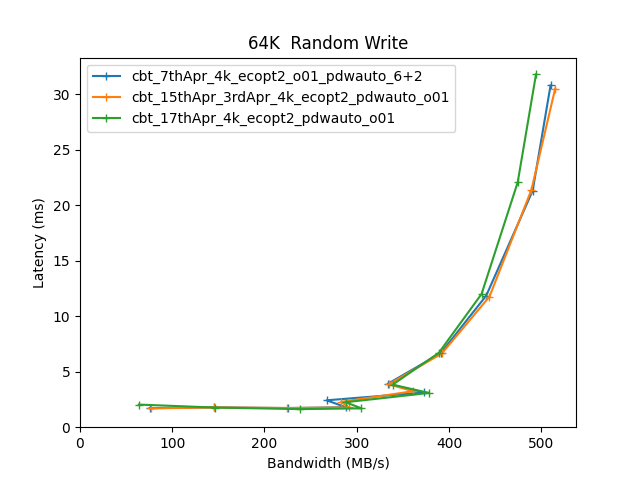 64K  Random Write
cbt_7thApr_4k_ecopt2_o01_pdwauto_6+2
cbt_15thApr_3rdApr_4k_ecopt2_pdwauto_o01
cbt_17thApr_4k_ecopt2_pdwauto_o01
Latency (ms)
30
25
20
15
10
5
0
0 100 200 300 400 500
Bandwidth (MB/s)